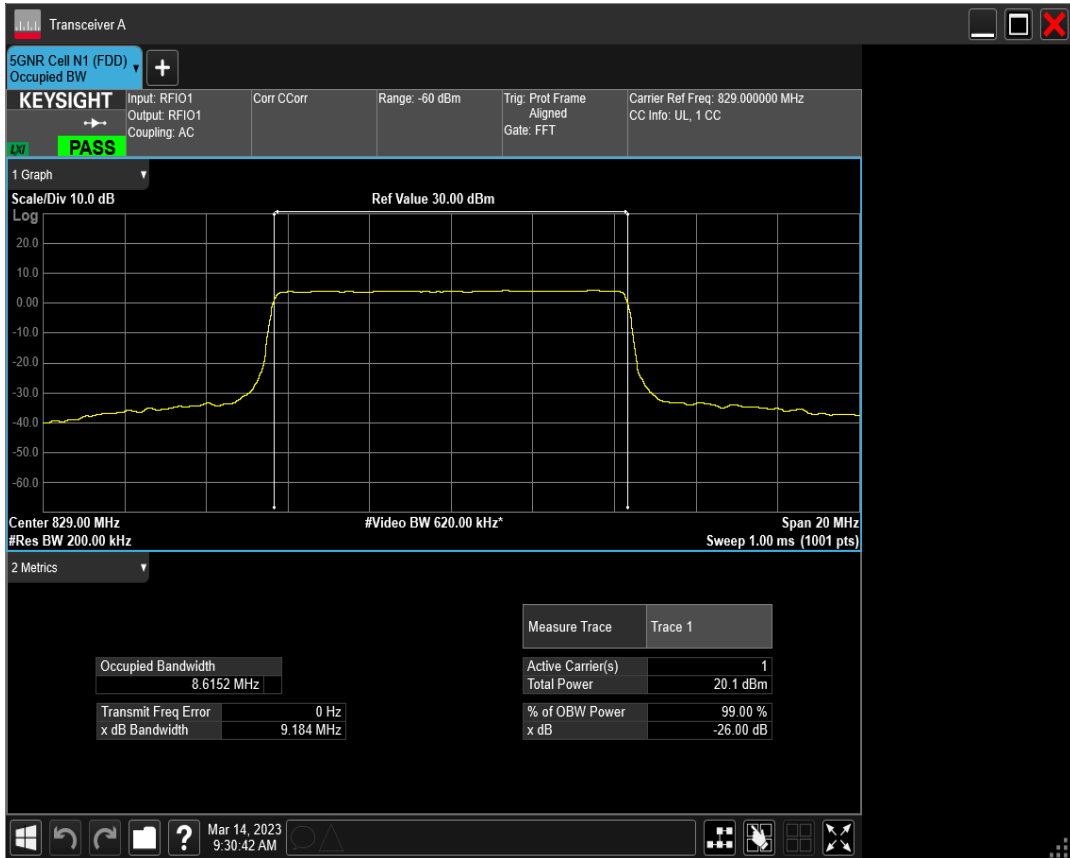 Transceiver A
5GNR Cell N1 (FDD)
Occupied BW
+
KEYSIGHT
LXI
PASS
Input: RFIO1
Output: RFIO1
Coupling: AC
Corr CCorr
Range: -60 dBm
Trig: Prot Frame
Aligned
Gate: FFT
Carrier Ref Freq: 829.000000 MHz
CC Info: UL, 1 CC
1 Graph
Scale/Div 10.0 dB
Ref Value 30.00 dBm
Log
20.0
10.0
0.00
-10.0
-20.0
-30.0
-40.0
-50.0
-60.0
Center 829.00 MHz
#Video BW 620.00 kHz*
Span 20 MHz
#Res BW 200.00 kHz
Sweep 1.00 ms (1001 pts)
2 Metrics
Measure Trace Trace 1
Occupied Bandwidth
8.6152 MHz
Active Carrier(s) 1
Total Power 20.1 dBm
Transmit Freq Error 0 Hz
x dB Bandwidth 9.184 MHz
% of OBW Power 99.00 %
x dB -26.00 dB
?
Mar 14, 2023
9:30:42 AM